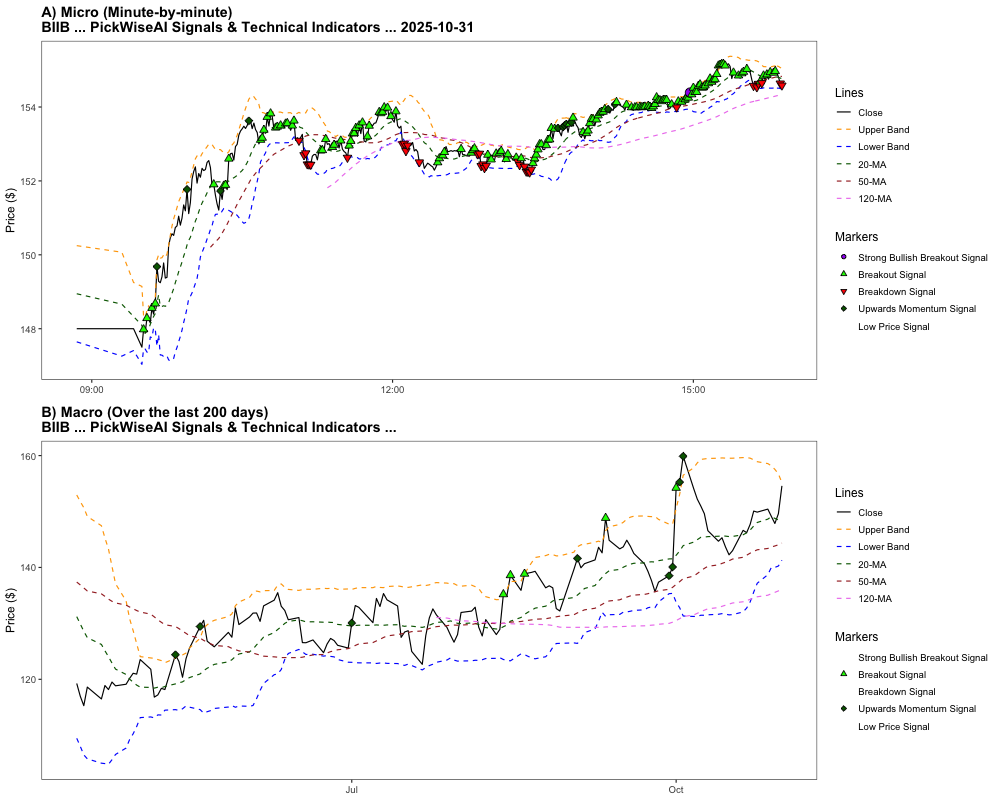 A) Micro (Minute-by-minute)
BIIB ... PickWiseAI Signals & Technical Indicators ... 2025-10-31
Price ($)
154
152
150
148
09:00
12:00
15:00
Lines
Close
Upper Band
Lower Band
20-MA
50-MA
120-MA
Markers
Strong Bullish Breakout Signal
Breakout Signal
Breakdown Signal
Upwards Momentum Signal
Low Price Signal
B) Macro (Over the last 200 days)
BIIB ... PickWiseAI Signals & Technical Indicators ...
Price ($)
160
140
120
Jul
Oct
Lines
Close
Upper Band
Lower Band
20-MA
50-MA
120-MA
Markers
Strong Bullish Breakout Signal
Breakout Signal
Breakdown Signal
Upwards Momentum Signal
Low Price Signal